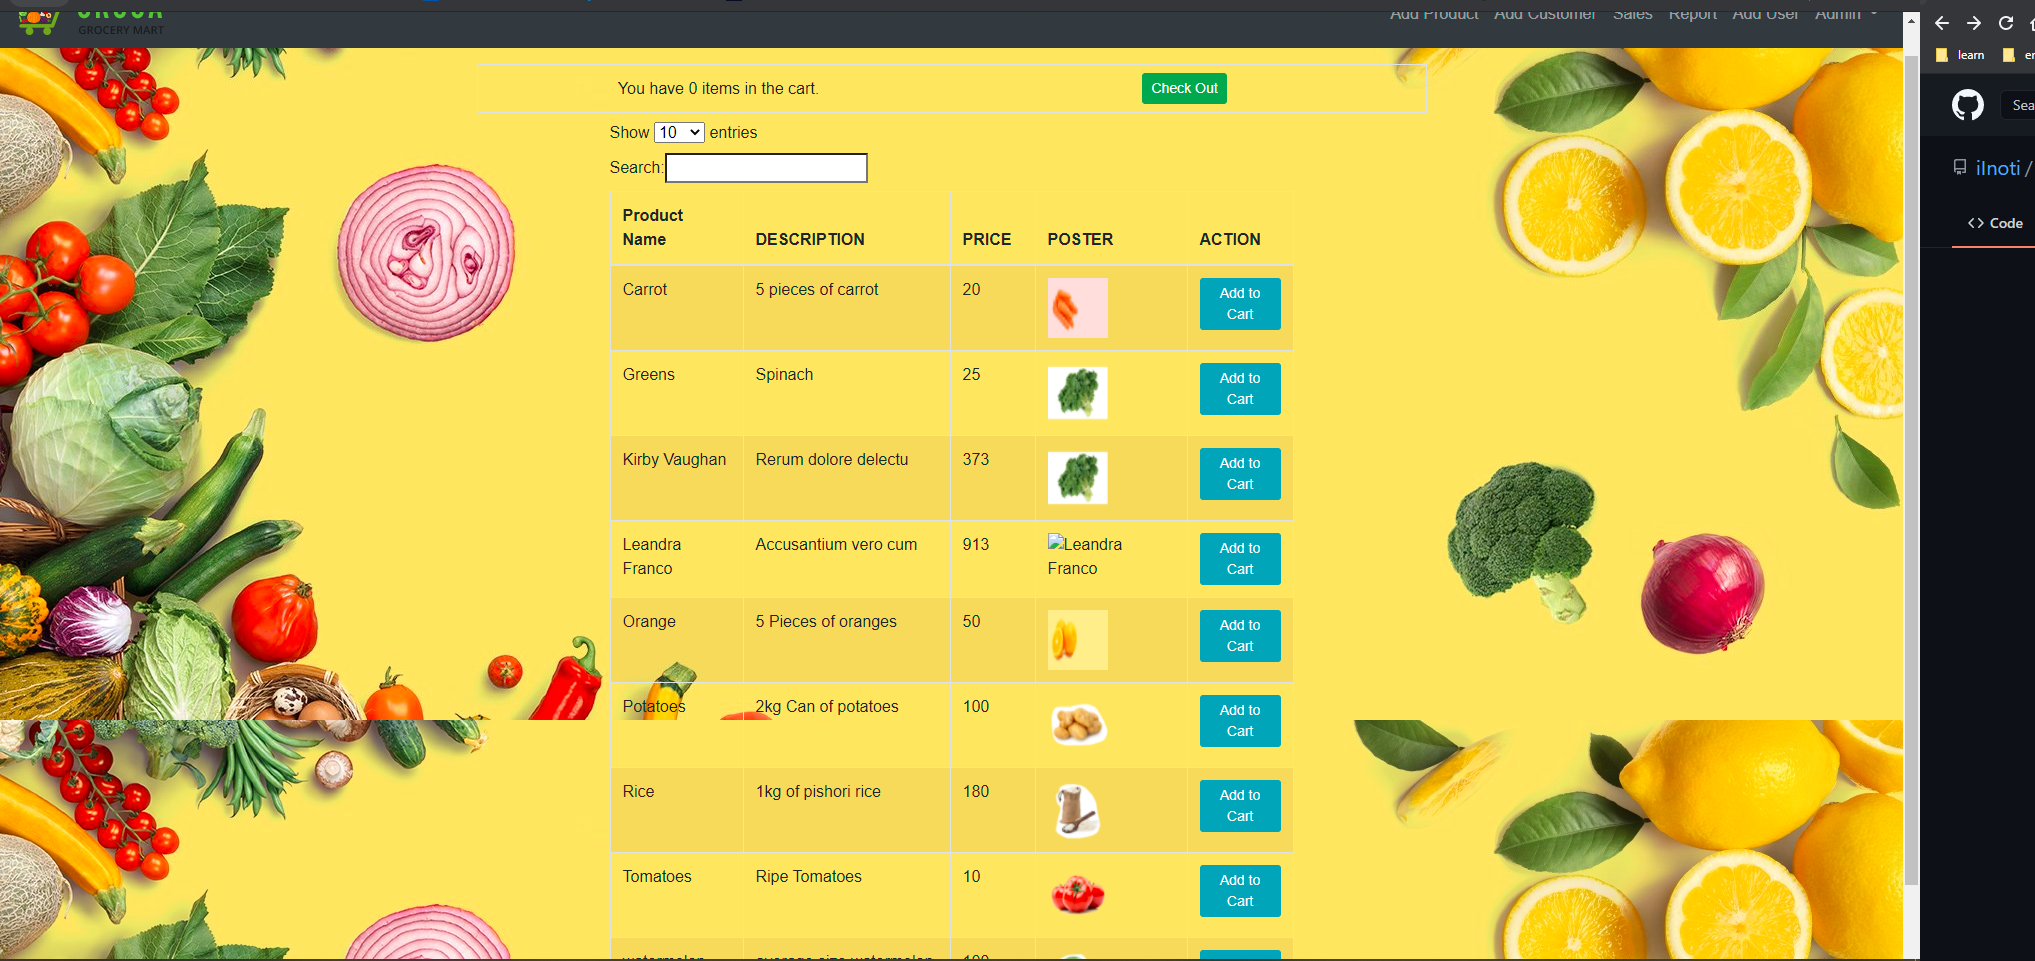 GROCERY MART
Add Product Add Customer Sales Report Add User Admin
You have 0 items in the cart.
Check Out
Show 10 entries
Search:
Product Name DESCRIPTION PRICE POSTER ACTION
Carrot 5 pieces of carrot 20 Add to Cart
Greens Spinach 25 Add to Cart
Kirby Vaughan Rerum dolore delectu 373 Add to Cart
Leandra Franco Accusantium vero cum 913 Leandra Franco Add to Cart
Orange 5 Pieces of oranges 50 Add to Cart
Potatoes 2kg Can of potatoes 100 Add to Cart
Rice 1kg of pishori rice 180 Add to Cart
Tomatoes Ripe Tomatoes 10 Add to Cart
watermelon average size watermelon
learn
Sea
/
<> Code